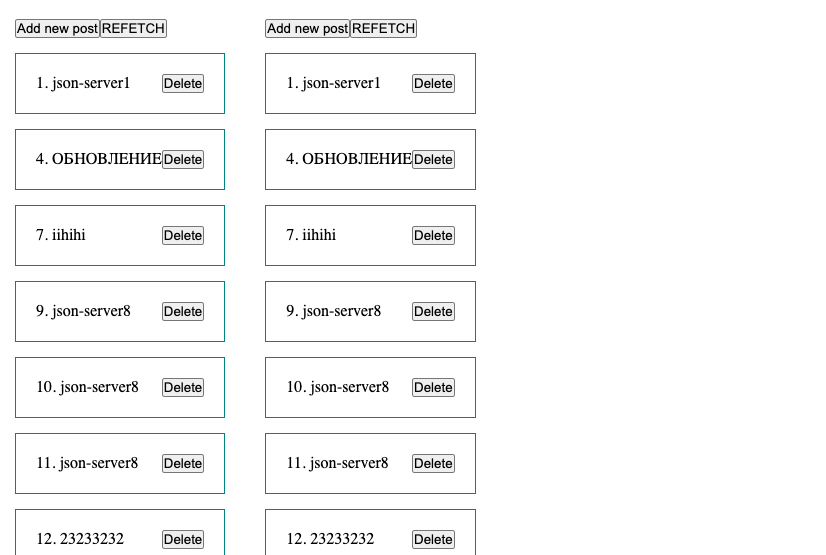 Add new post REFETCH
1. json-server1 Delete
4. ОБНОВЛЕНИЕ Delete
7. iihihi Delete
9. json-server8 Delete
10. json-server8 Delete
11. json-server8 Delete
12. 23233232 Delete
Add new post REFETCH
1. json-server1 Delete
4. ОБНОВЛЕНИЕ Delete
7. iihihi Delete
9. json-server8 Delete
10. json-server8 Delete
11. json-server8 Delete
12. 23233232 Delete